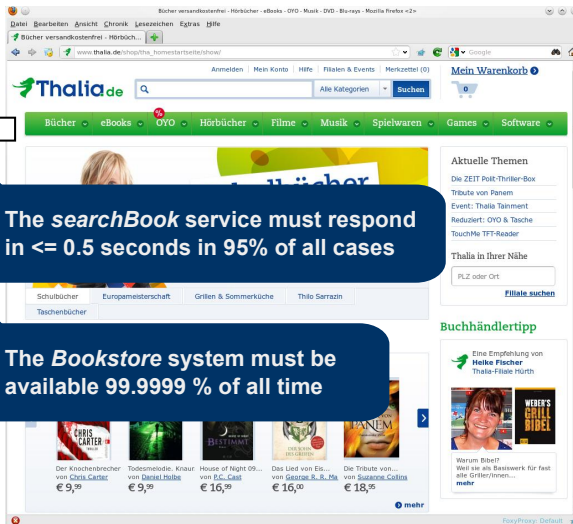 Bücher versandkostenfrei - Hörbücher - eBooks - OYO - Musik - DVD - Blu-rays - Mozilla Firefox <2>
Datei Bearbeiten Ansicht Chronik Lesezeichen Extras Hilfe
Bücher versandkostenfrei - Hörbüch...
www.thalia.de/shop/tha_homestartseite/show/
Google
Anmelden Mein Konto Hilfe Filialen & Events Merkzettel (0)
Mein Warenkorb
0
Thalia.de
Alle Kategorien
Suchen
%
Bücher eBooks OYO Hörbücher Filme Musik Spielwaren Games Software
Aktuelle Themen
Die ZEIT Polit-Thriller-Box
Tribute von Panem
Event: Thalia Tainment
Reduziert: OYO & Tasche
TouchMe TFT-Reader
The searchBook service must respond
in <= 0.5 seconds in 95% of all cases
Thalia in Ihrer Nähe
PLZ oder Ort
Filiale suchen
Schulbücher Europameisterschaft Grillen & Sommerküche Thilo Sarrazin
Taschenbücher
Buchhändlertipp
Eine Empfehlung von
Heike Fischer
Thalia-Filiale Hürth
The Bookstore system must be
available 99.9999 % of all time
WEBER'S
GRILL
BIBEL
CHRIS
CARTER
BESTIMMT
PANEM
Warum Bibel?
Weil sie als Basiswerk für fast
alle Griller/innen...
mehr
Der Knochenbrecher Todesmelodie. Knaur. House of Night 09... Das Lied von Eis... Die Tribute von...
von Chris Carter von Daniel Holbe von P.C. Cast von George R. R. Ma von Suzanne Collins
€ 9,99 € 9,99 € 16,99 € 16,00 € 18,95
mehr
FoxyProxy: Default